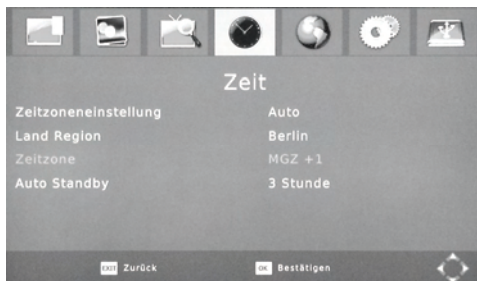 Zeit
Zeitzoneneinstellung Auto
Land Region Berlin
Zeitzone MGZ +1
Auto Standby 3 Stunde
EXIT Zurück OK Bestätigen